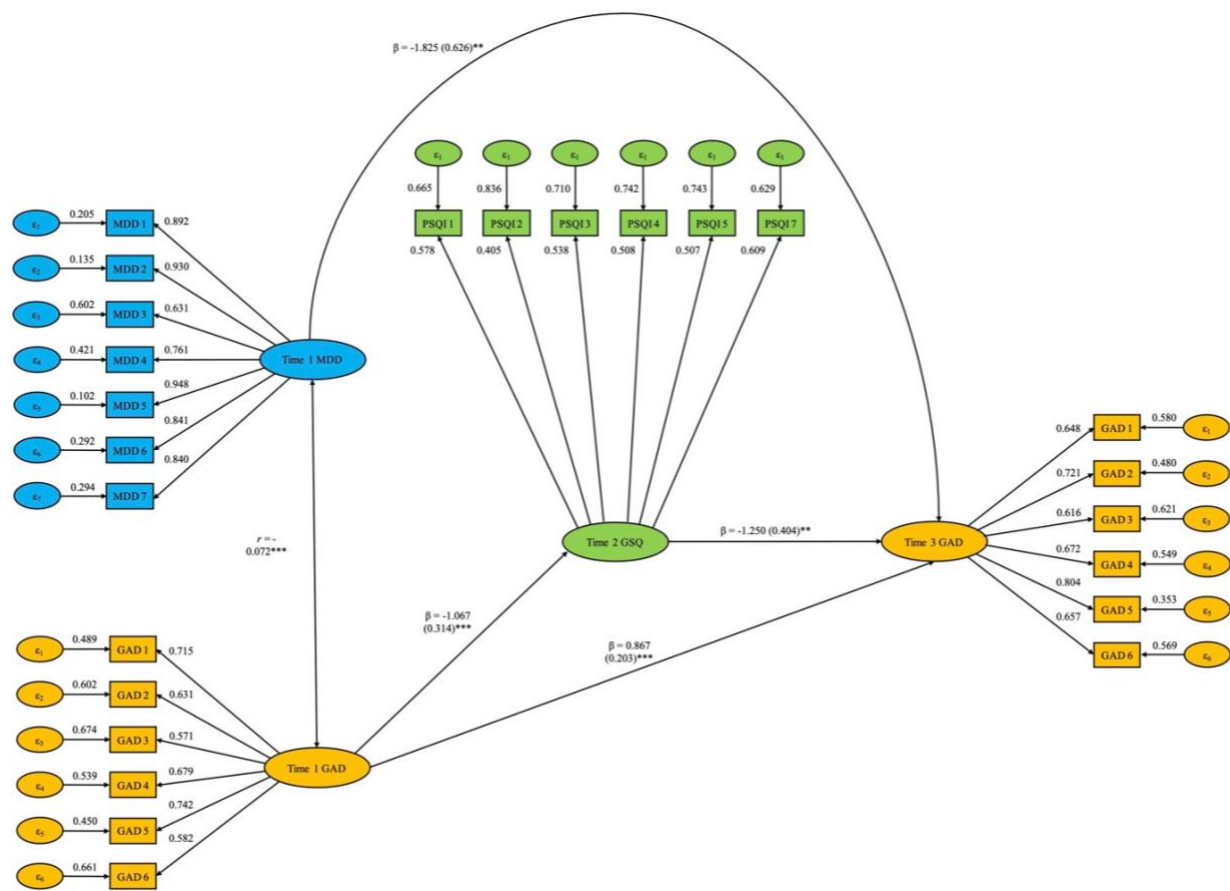 β = -1.825 (0.626)**
ε1 ε1 ε1 ε1 ε1 ε1
0.665 0.836 0.710 0.742 0.743 0.629
PSQI 1 PSQI 2 PSQI 3 PSQI 4 PSQI 5 PSQI 7
0.578 0.405 0.538 0.508 0.507 0.609
ε1 0.205 MDD 1 0.892
ε2 0.135 MDD 2 0.930
ε3 0.602 MDD 3 0.631
ε4 0.421 MDD 4 0.761
ε5 0.102 MDD 5 0.948
ε6 0.292 MDD 6 0.841
ε7 0.294 MDD 7 0.840
Time 1 MDD
r = -
0.072***
Time 2 GSQ
β = -1.250 (0.404)**
Time 3 GAD
0.648 GAD 1 0.580 ε1
0.721 GAD 2 0.480 ε2
0.616 GAD 3 0.621 ε3
0.672 GAD 4 0.549 ε4
0.804 GAD 5 0.353 ε5
0.657 GAD 6 0.569 ε6
β = -1.067
(0.314)***
β = 0.867
(0.203)***
ε1 0.489 GAD 1 0.715
ε2 0.602 GAD 2 0.631
ε3 0.674 GAD 3 0.571
ε4 0.539 GAD 4 0.679
ε5 0.450 GAD 5 0.742
ε6 0.661 GAD 6 0.582
Time 1 GAD